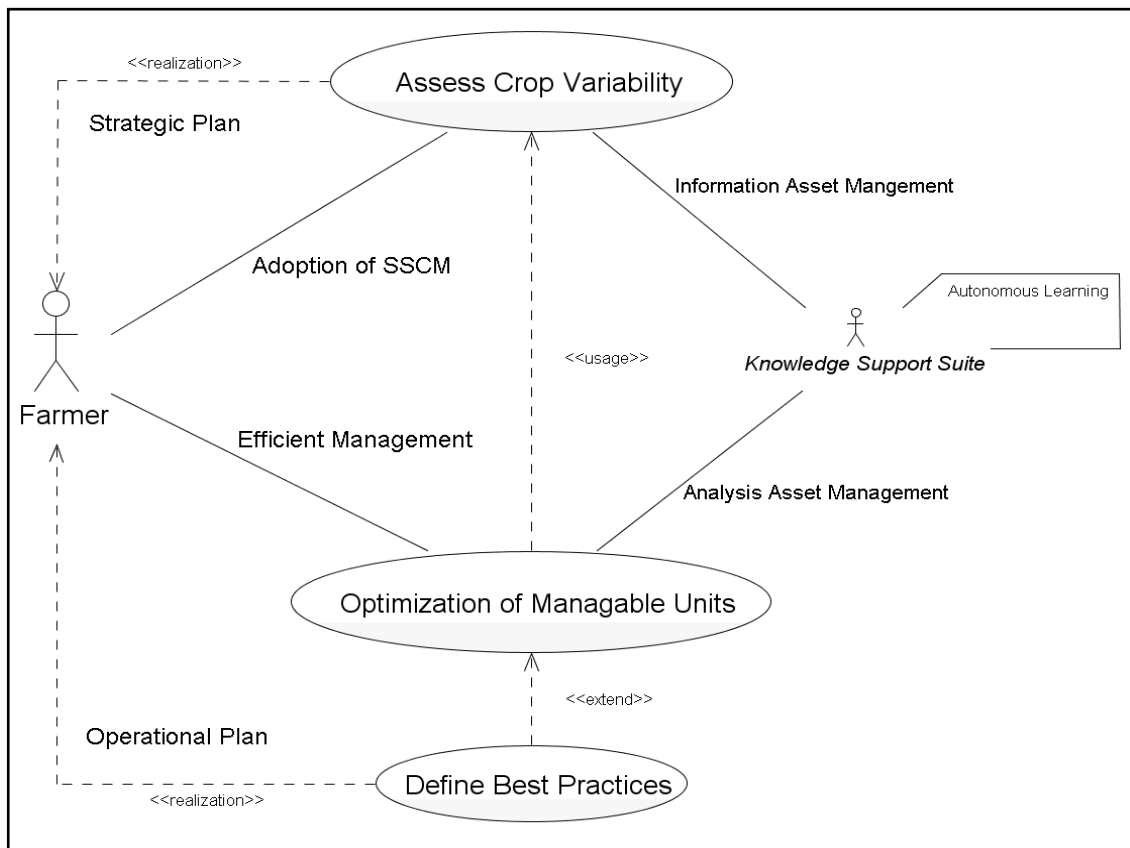 <<realization>>
Assess Crop Variability
Strategic Plan
Information Asset Mangement
Adoption of SSCM
Autonomous Learning
<<usage>>
Knowledge Support Suite
Farmer
Efficient Management
Analysis Asset Management
Optimization of Managable Units
<<extend>>
Operational Plan
Define Best Practices
<<realization>>